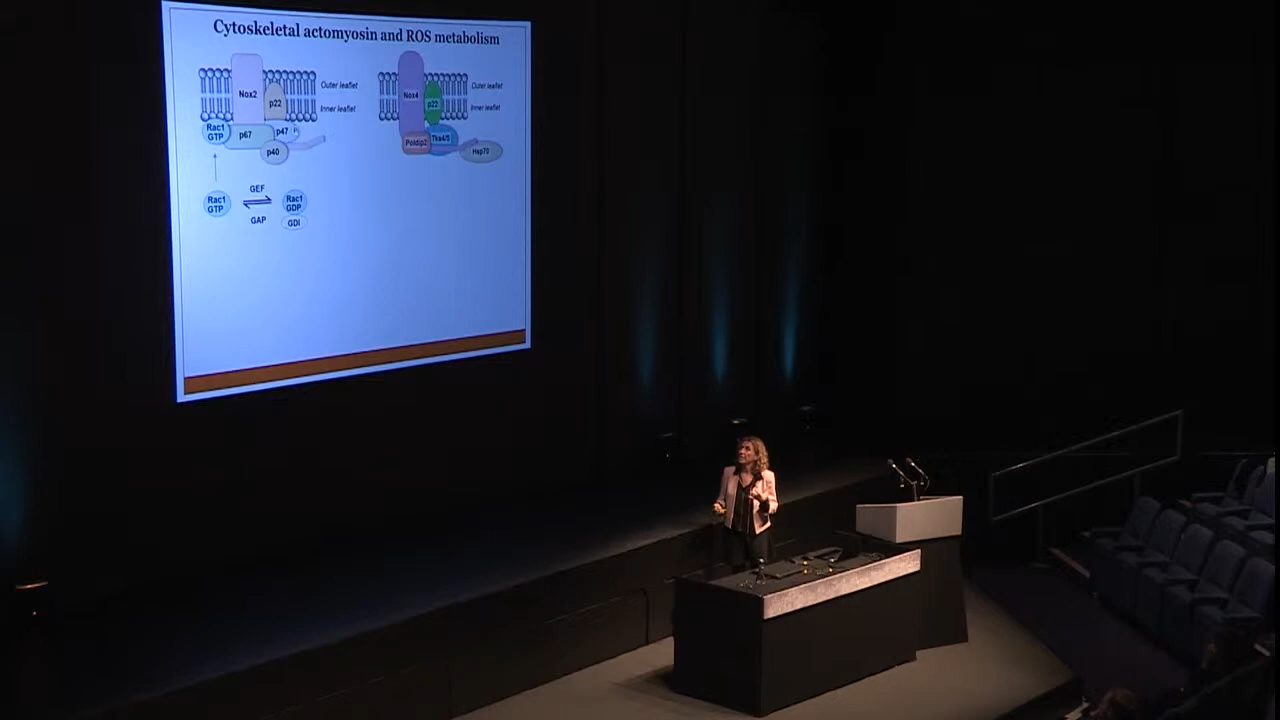 Cytoskeletal actomyosin and ROS metabolism
Nox2
p22
Outer leaflet
Inner leaflet
Rac1
GTP
p67
p47
p40
Nox4
p22
Outer leaflet
Inner leaflet
Poldip2
Tks4/5
Hsp70
Rac1
GTP
GEF
GAP
Rac1
GDP
GDI